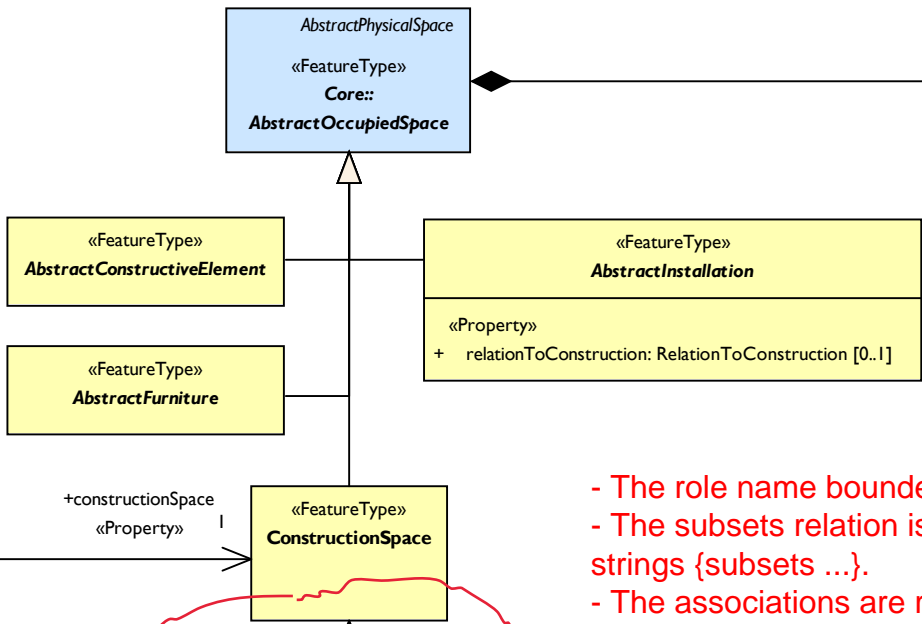 AbstractPhysicalSpace
«FeatureType»
Core::
AbstractOccupiedSpace
«FeatureType»
AbstractConstructiveElement
«FeatureType»
AbstractInstallation
«Property»
+ relationToConstruction: RelationToConstruction [0..1]
«FeatureType»
AbstractFurniture
+constructionSpace
«Property» 1
«FeatureType»
ConstructionSpace
- The role name
- The subsets relation is
strings {subsets ...}.
- The associations are